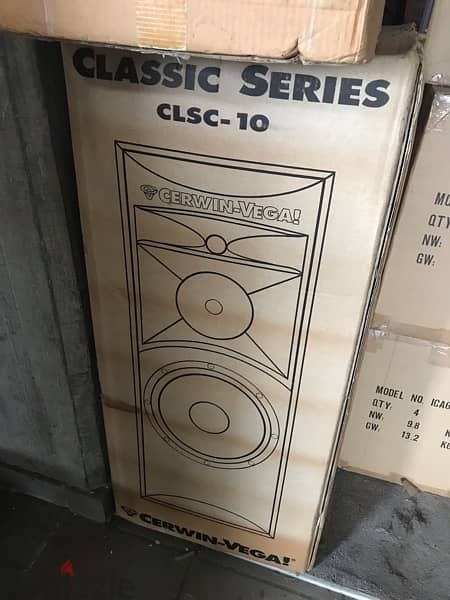 CLASSIC SERIES
CLSC-10
CERWIN-VEGA!
CERWIN-VEGA!
QTY
NW:
GW:
MODEL NO. ICA
QTY: 4
NW: 9.8
GW: 13.2